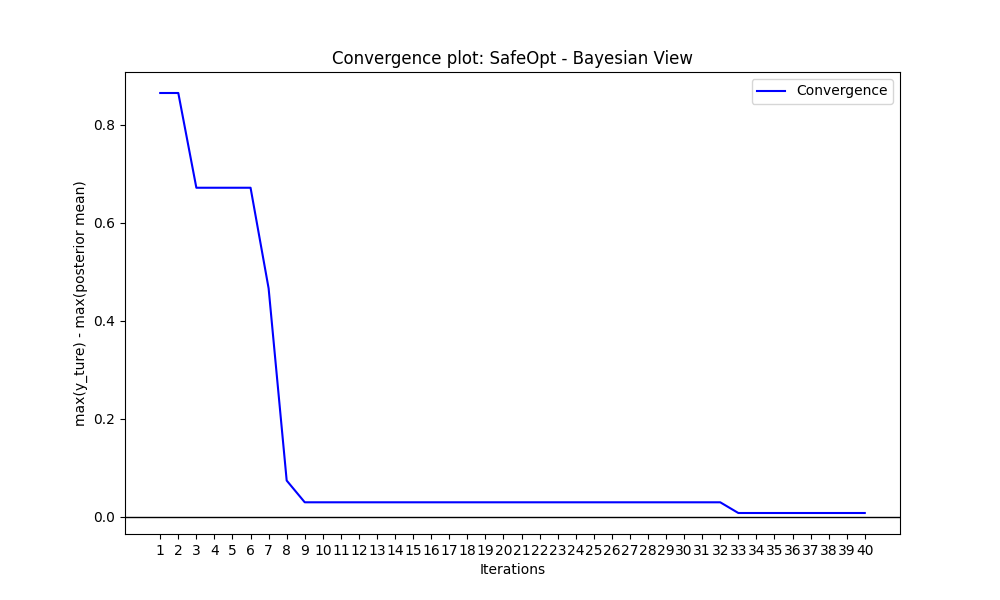 Convergence plot: SafeOpt - Bayesian View
Convergence
max(y_ture) - max(posterior mean)
0.8
0.6
0.4
0.2
0.0
1 2 3 4 5 6 7 8 9 10 11 12 13 14 15 16 17 18 19 20 21 22 23 24 25 26 27 28 29 30 31 32 33 34 35 36 37 38 39 40
Iterations